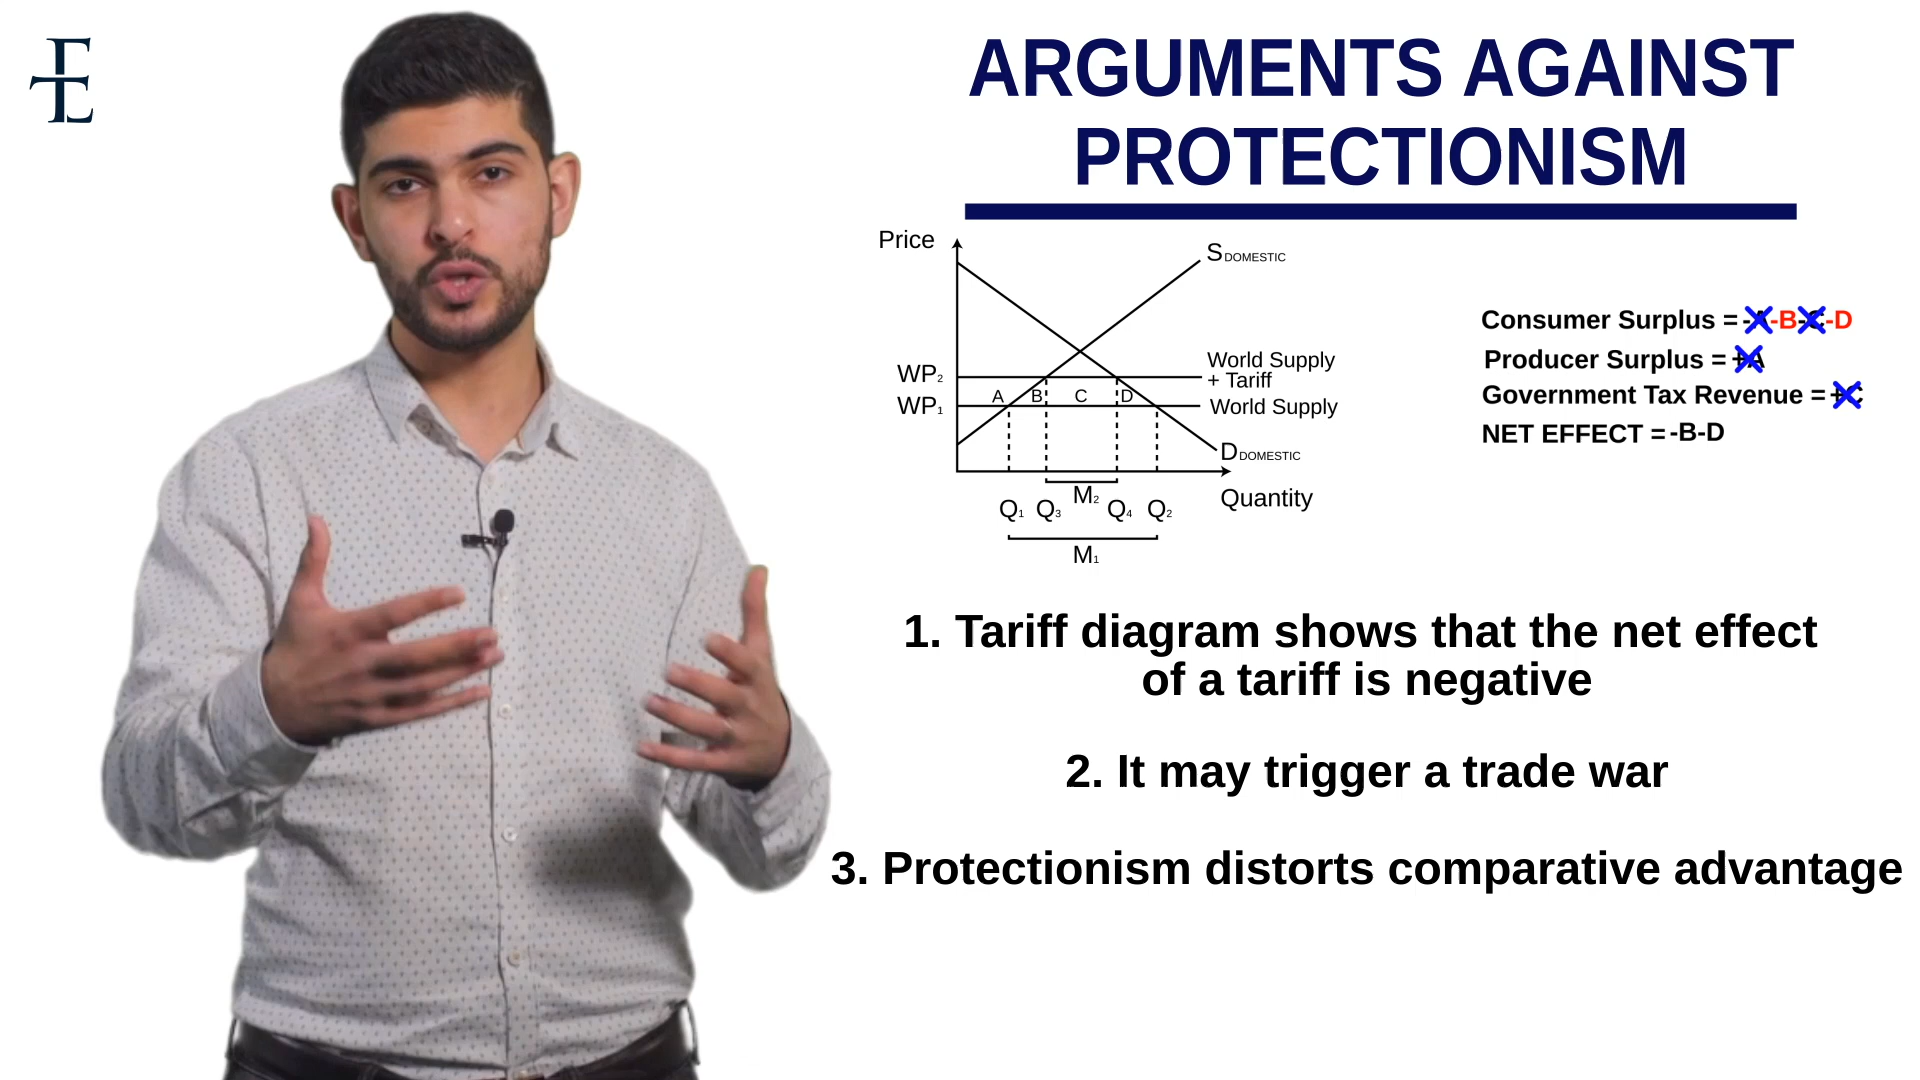 ARGUMENTS AGAINST
PROTECTIONISM
Price
S DOMESTIC
World Supply
+ Tariff
WP2
A B C D
WP1
World Supply
D DOMESTIC
Quantity
M2
Q1 Q3 Q4 Q2
M1
Consumer Surplus = -A-B-C-D
Producer Surplus = +A
Government Tax Revenue = +C
NET EFFECT = -B-D
1. Tariff diagram shows that the net effect
of a tariff is negative
2. It may trigger a trade war
3. Protectionism distorts comparative advantage